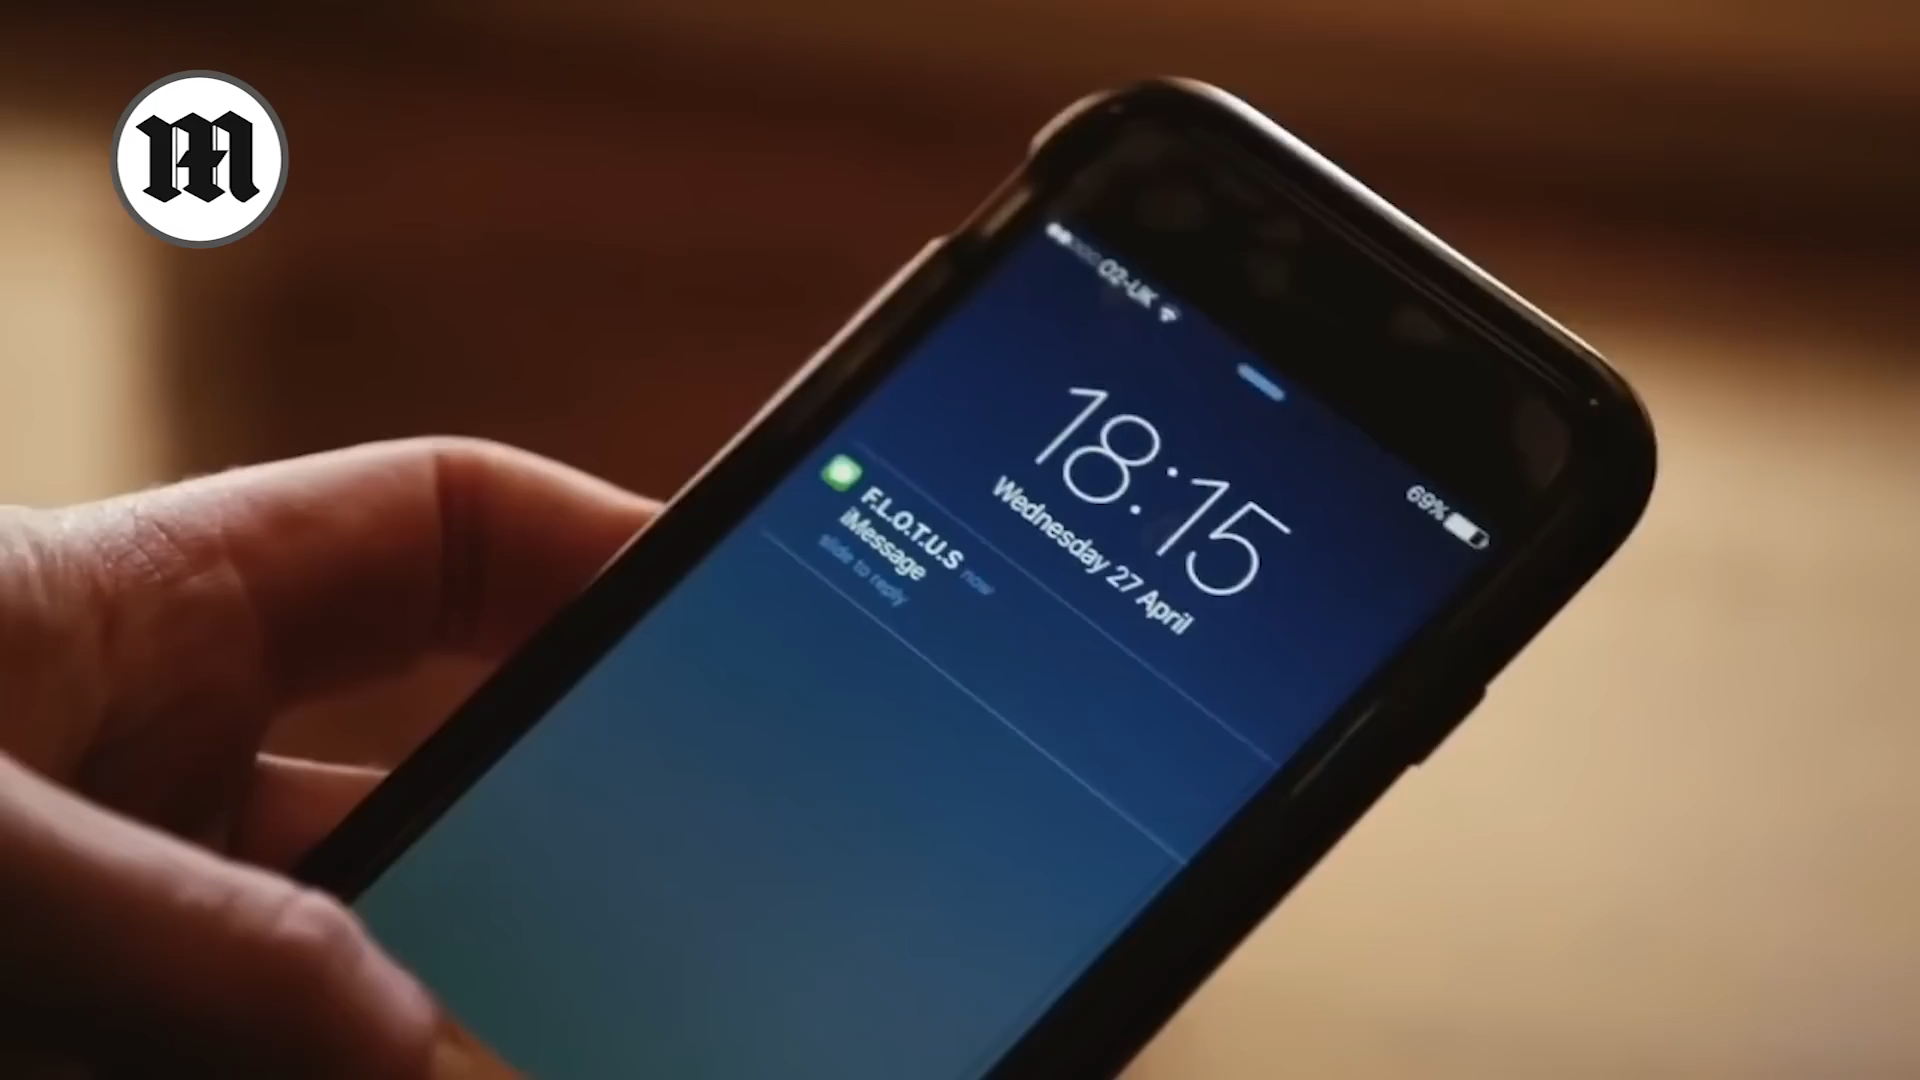 m
O2-UK
69%
18:15
Wednesday 27 April
F.L.O.T.U.S now
iMessage
slide to reply